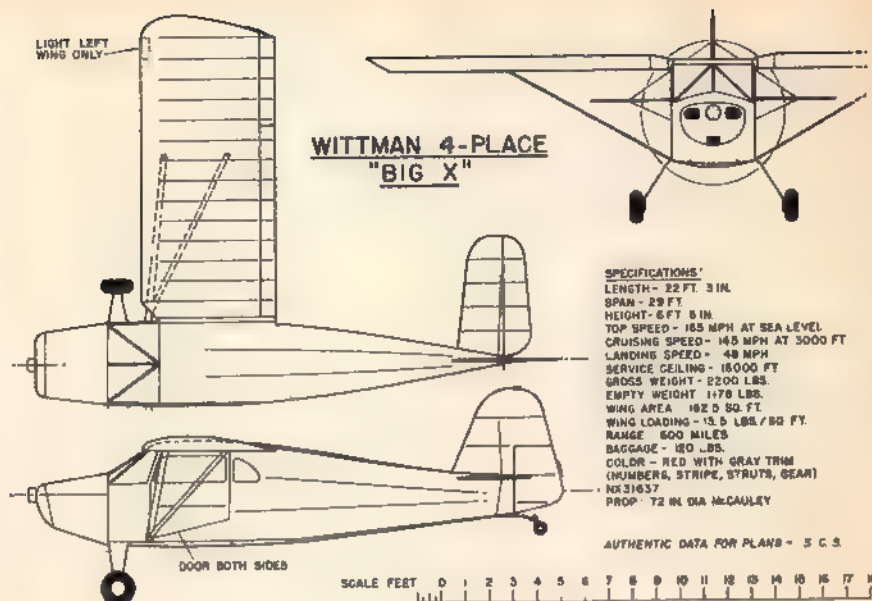 LIGHT LEFT
WING ONLY
WITTMAN 4-PLACE
"BIG X"
SPECIFICATIONS
LENGTH - 22 FT. 3 IN.
SPAN - 29 FT.
HEIGHT - 6 FT 6 IN.
TOP SPEED - 165 MPH AT SEA LEVEL
CRUISING SPEED - 145 MPH AT 3000 FT
LANDING SPEED - 48 MPH
SERVICE CEILING - 16000 FT
GROSS WEIGHT - 2200 LBS.
EMPTY WEIGHT 1178 LBS.
WING AREA 162.5 SQ. FT.
WING LOADING - 13.5 LBS./SQ FT.
RANGE 600 MILES
BAGGAGE - 120 LBS.
COLOR - RED WITH GRAY TRIM
(NUMBERS, STRIPE, STRUTS, GEAR)
NX31637
PROP 72 IN. DIA McCAULEY
AUTHENTIC DATA FOR PLANS - S C S.
DOOR BOTH SIDES
SCALE FEET 0 1 2 3 4 5 6 7 8 9 10 11 12 13 14 15 16 17